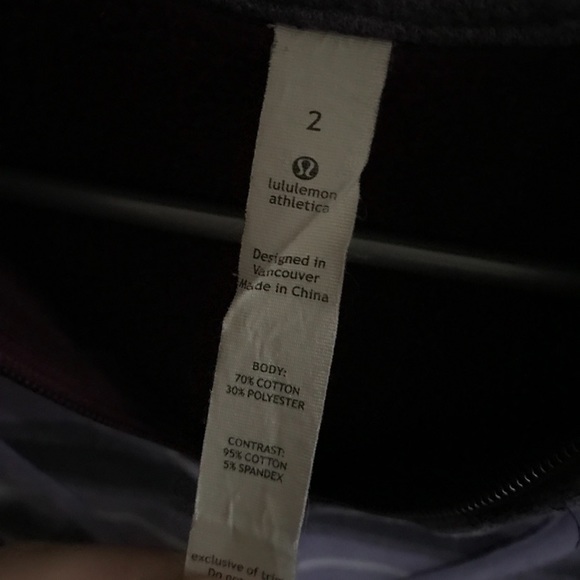 2
lululemon
athletica
Designed in
Vancouver
Made in China
BODY:
70% COTTON
30% POLYESTER
CONTRAST:
95% COTTON
5% SPANDEX
exclusive of
Do